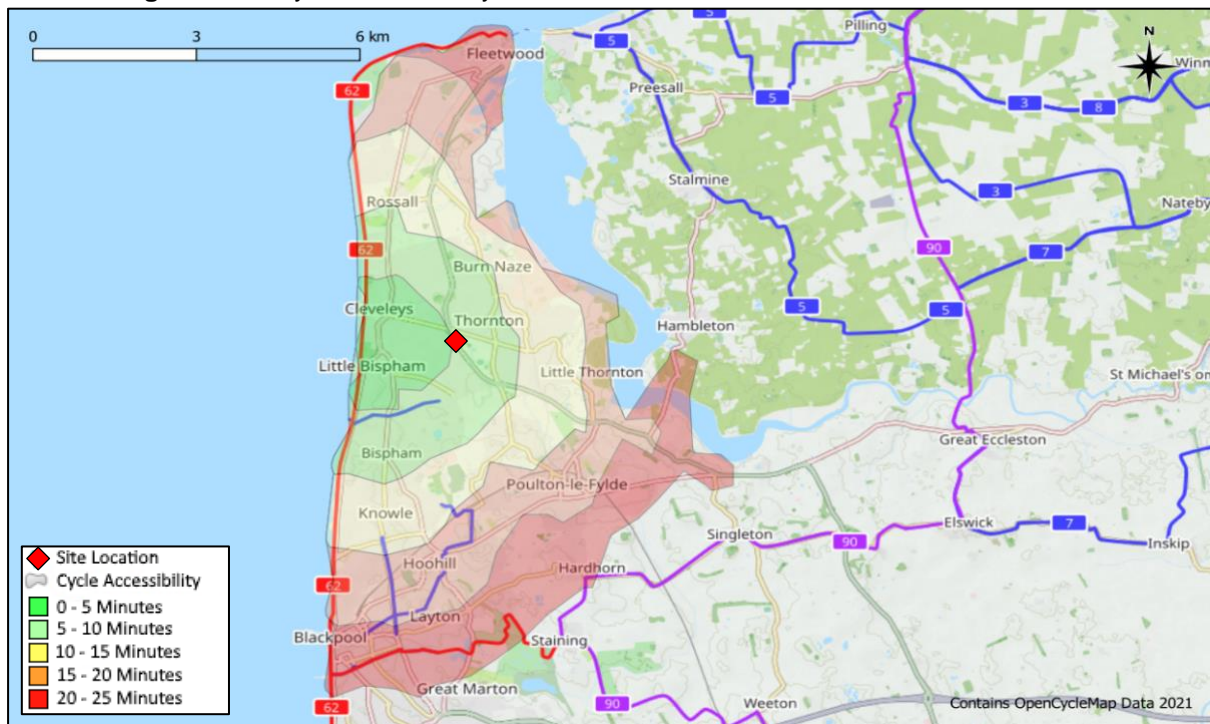 0 3 6 km
N
Fleetwood
Pilling
Preesall
Stalmine
Nateby
Rossall
Burn Naze
Cleveleys
Thornton
Hambleton
Little Bispham
Little Thornton
St Michael's on
Great Eccleston
Bispham
Poulton-le-Fylde
Knowle
Singleton
Elswick
Inskip
Hoohill
Hardhorn
Layton
Blackpool
Staining
Great Marton
Weeton
62
62
62
62
5
5
5
5
5
3
8
3
7
90
90
7
90
Site Location
Cycle Accessibility
0 - 5 Minutes
5 - 10 Minutes
10 - 15 Minutes
15 - 20 Minutes
20 - 25 Minutes
Contains OpenCycleMap Data 2021